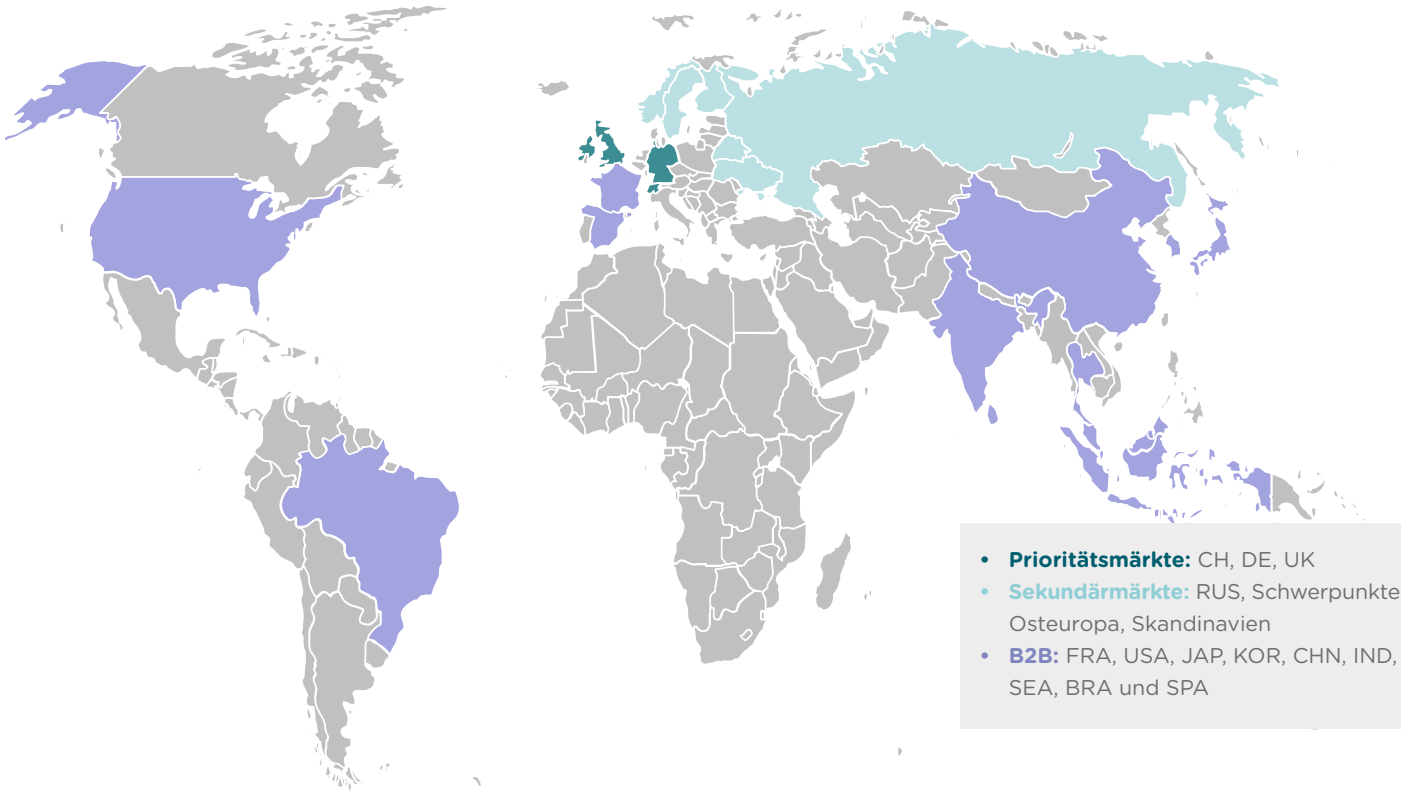 • Prioritätsmärkte: CH, DE, UK
• Sekundärmärkte: RUS, Schwerpunkte
Osteuropa, Skandinavien
• B2B: FRA, USA, JAP, KOR, CHN, IND,
SEA, BRA und SPA